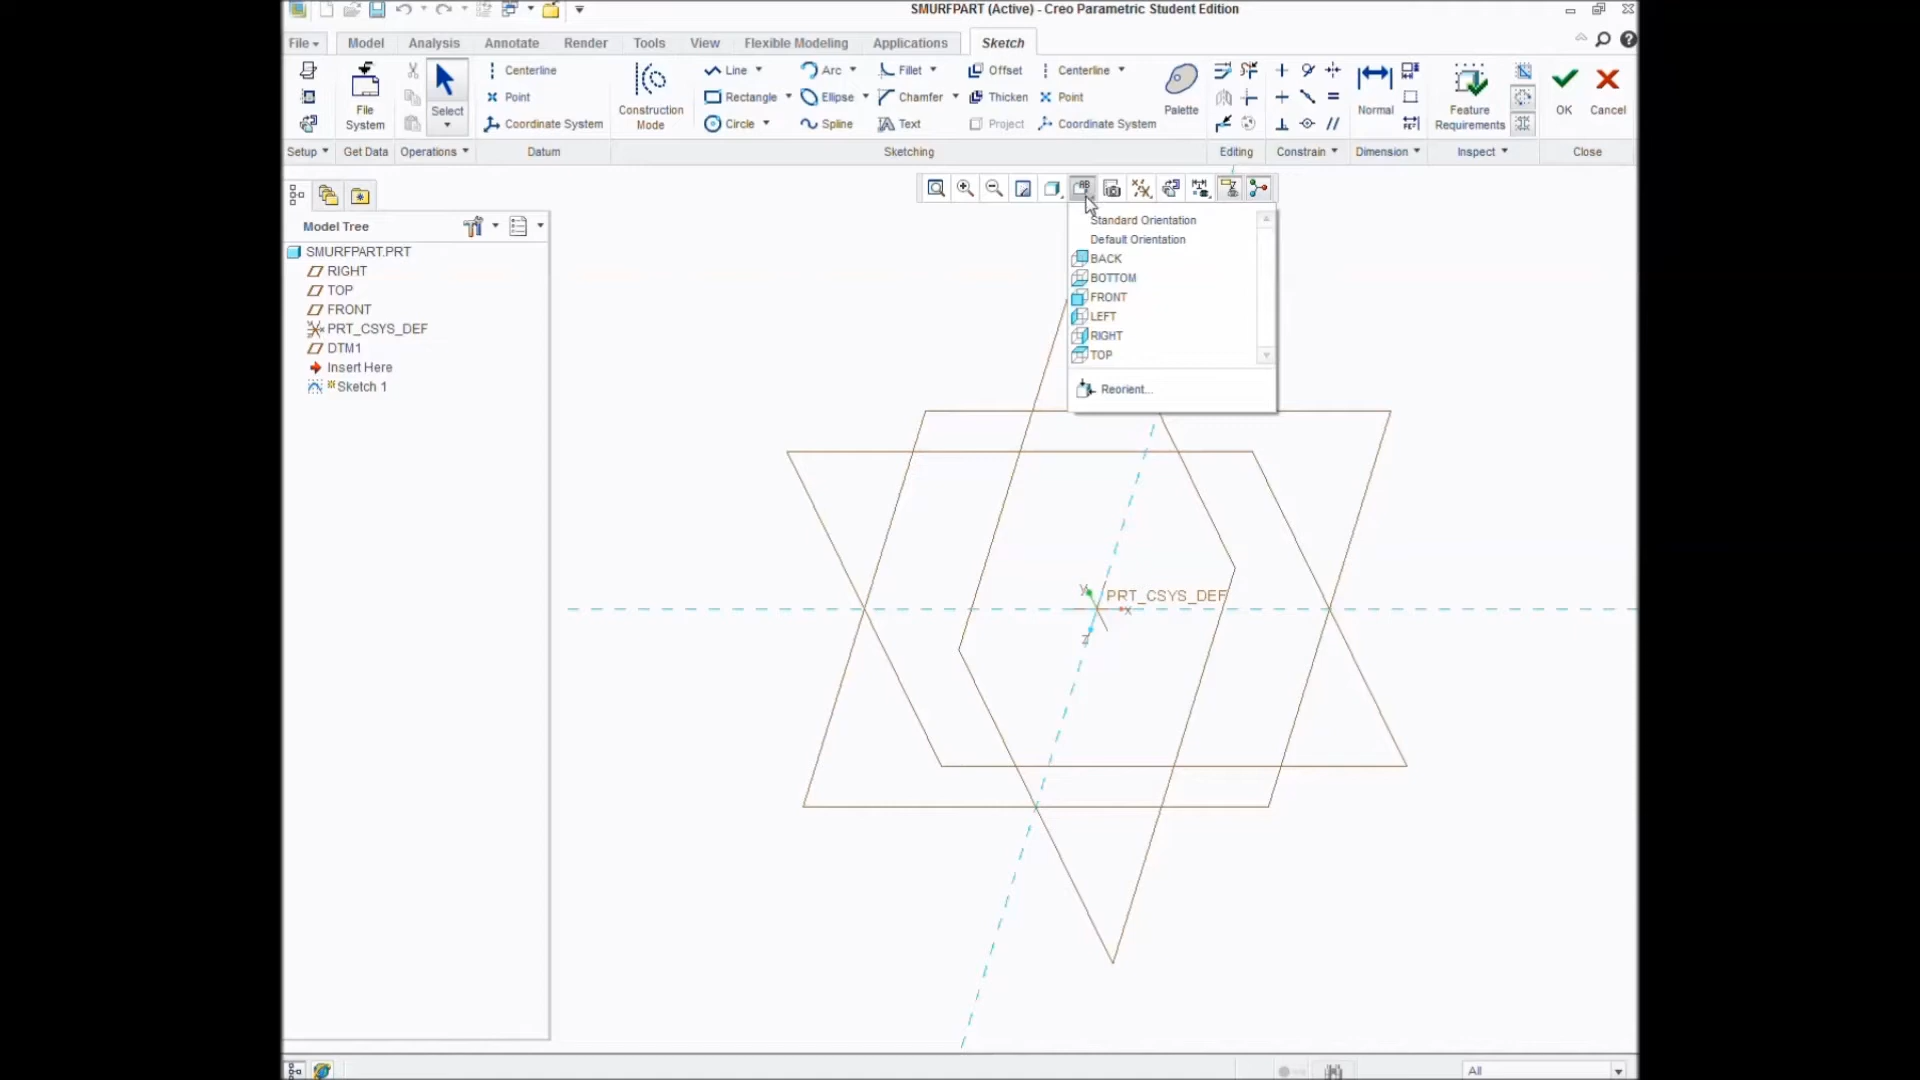 SMURFPART (Active) - Creo Parametric Student Edition
File Model Analysis Annotate Render Tools View Flexible Modeling Applications Sketch
File System
Select
Centerline
Point
Coordinate System
Construction Mode
Line Arc Fillet Offset Centerline
Rectangle Ellipse Chamfer Thicken Point
Circle Spline Text Project Coordinate System
Palette
Normal
Feature Requirements
OK Cancel
Setup Get Data Operations Datum Sketching Editing Constrain Dimension Inspect Close
Model Tree
SMURFPART.PRT
RIGHT
TOP
FRONT
PRT_CSYS_DEF
DTM1
Insert Here
Sketch 1
Standard Orientation
Default Orientation
BACK
BOTTOM
FRONT
LEFT
RIGHT
TOP
Reorient...
Y
PRT_CSYS_DEF
X
Z
All